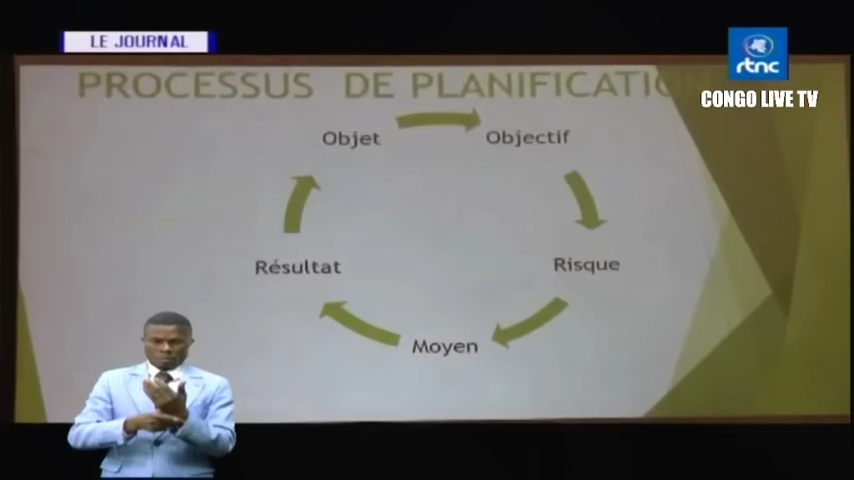 LE JOURNAL
rtnc
CONGO LIVE TV
PROCESSUS DE PLANIFICATIO
Objet
Objectif
Risque
Moyen
Résultat